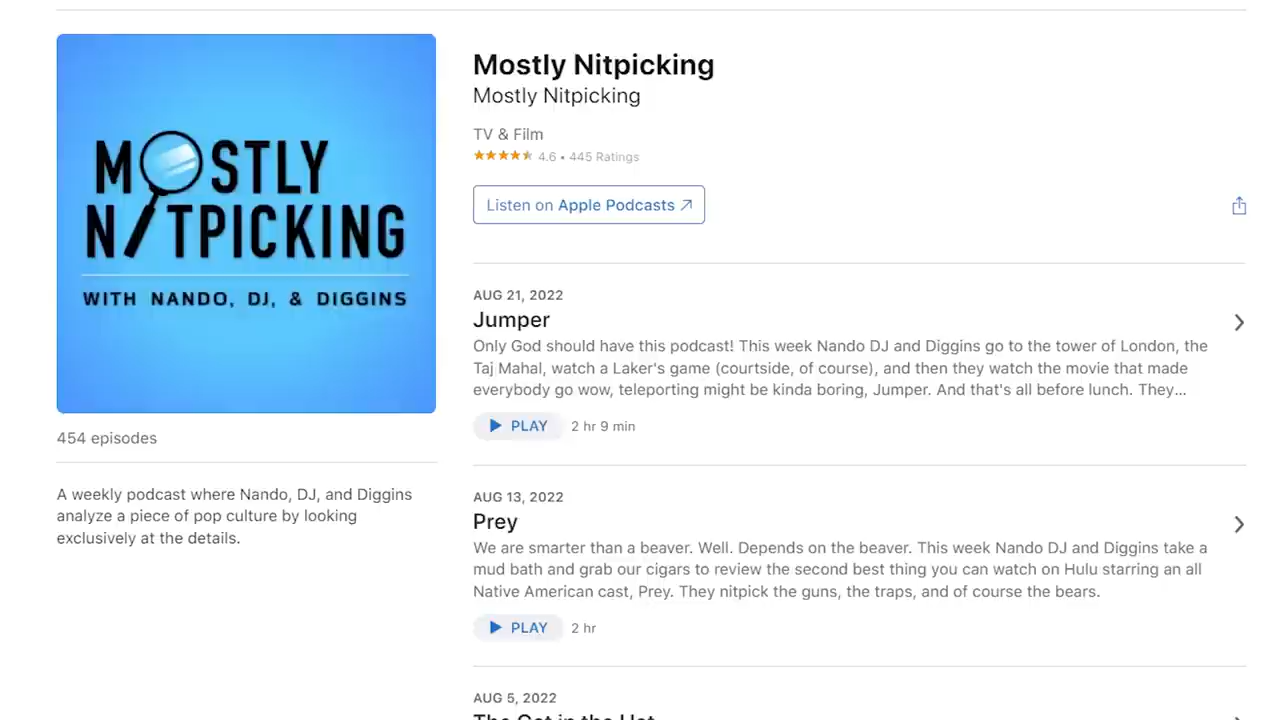 MOSTLY
NITPICKING
WITH NANDO, DJ, & DIGGINS
454 episodes
A weekly podcast where Nando, DJ, and Diggins
analyze a piece of pop culture by looking
exclusively at the details.
Mostly Nitpicking
Mostly Nitpicking
TV & Film
4.6 • 445 Ratings
Listen on Apple Podcasts ↗
AUG 21, 2022
Jumper
Only God should have this podcast! This week Nando DJ and Diggins go to the tower of London, the
Taj Mahal, watch a Laker's game (courtside, of course), and then they watch the movie that made
everybody go wow, teleporting might be kinda boring, Jumper. And that's all before lunch. They...
PLAY 2 hr 9 min
AUG 13, 2022
Prey
We are smarter than a beaver. Well. Depends on the beaver. This week Nando DJ and Diggins take a
mud bath and grab our cigars to review the second best thing you can watch on Hulu starring an all
Native American cast, Prey. They nitpick the guns, the traps, and of course the bears.
PLAY 2 hr
AUG 5, 2022
The Cat in the Hat